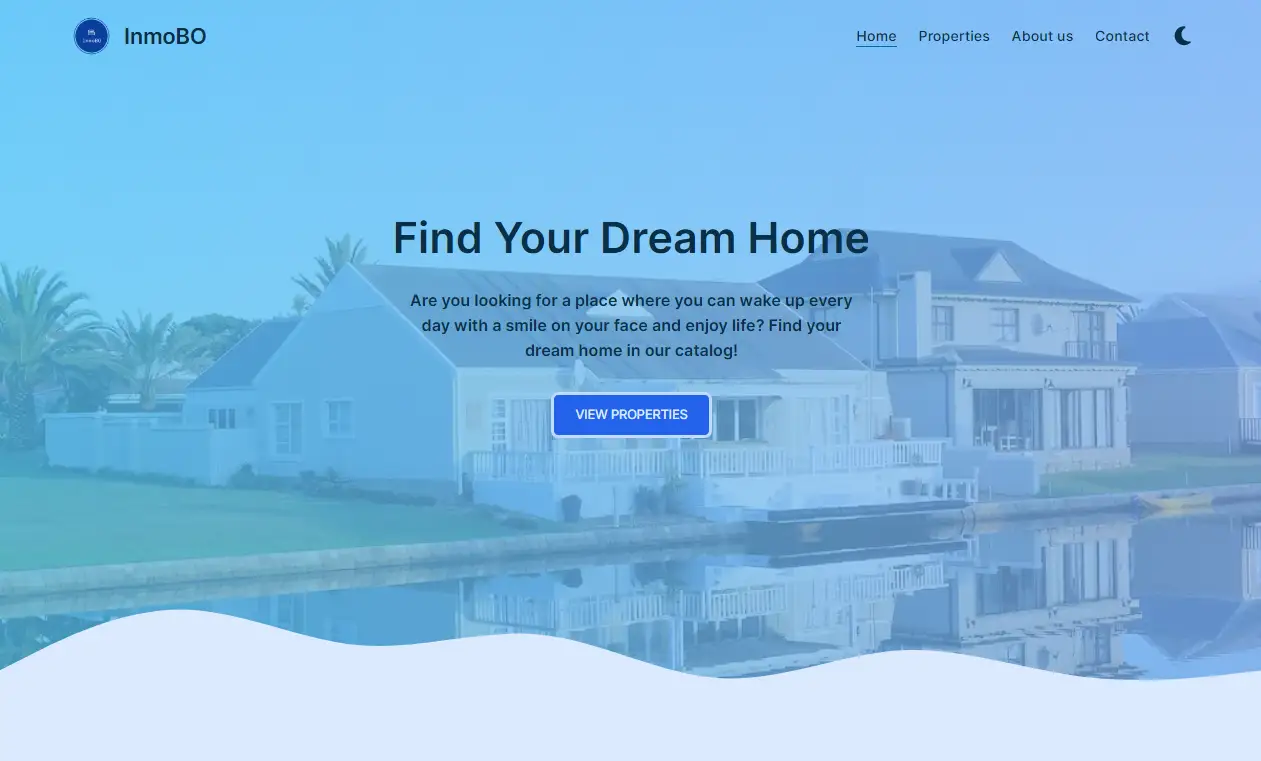 InmoBO
InmoBO
Home
Properties
About us
Contact
Find Your Dream Home
Are you looking for a place where you can wake up every
day with a smile on your face and enjoy life? Find your
dream home in our catalog!
VIEW PROPERTIES